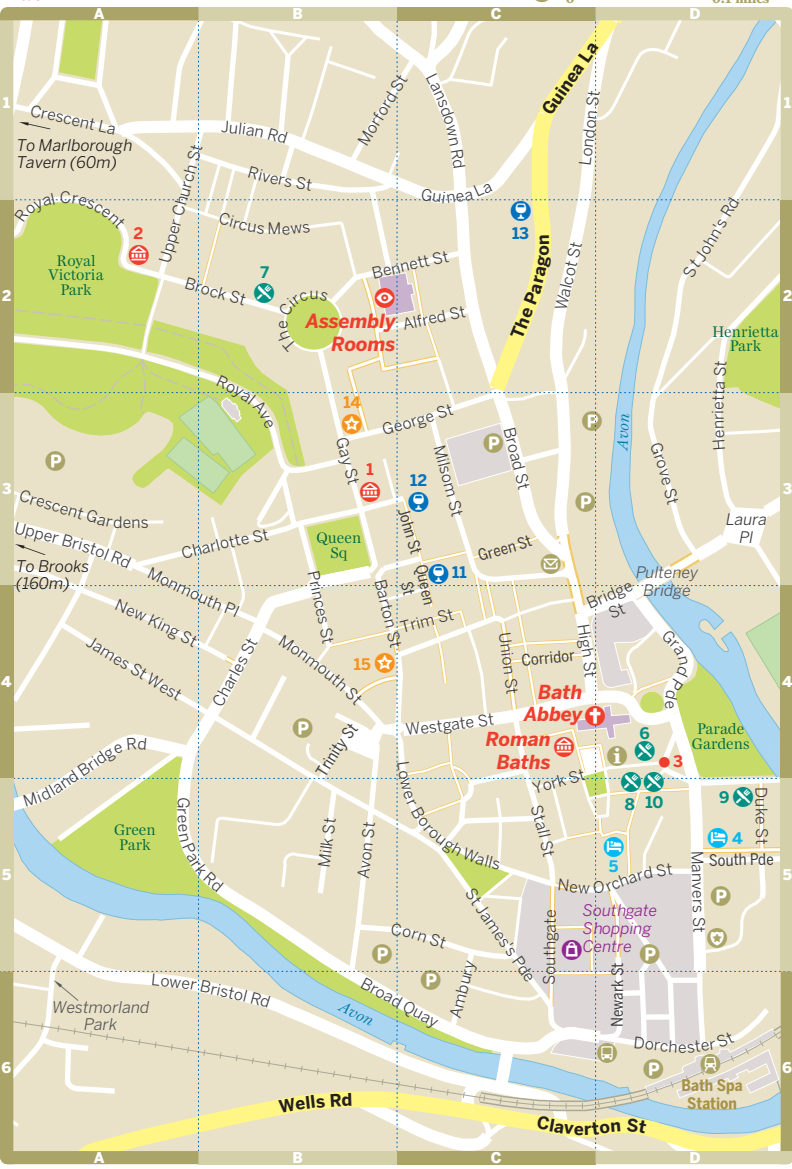 0.1 miles
A
B
C
D
1
Crescent La
To Marlborough
Tavern (60m)
Julian Rd
Morford St
Lansdown Rd
Guinea La
London St
1
Rivers St
Guinea La
Upper Church St
Royal Crescent
2
Circus Mews
13
St John's Rd
Royal
Victoria
Park
7
Bennett St
The Paragon
Walcot St
2
Brock St
The Circus
Assembly
Rooms
Alfred St
Henrietta
Park
2
Royal Ave
14
George St
Henrietta St
P
Gay St
1
12
Milsom St
P
Broad St
P
P
Avon
Grove St
3
Crescent Gardens
Upper Bristol Rd
To Brooks
(160m)
Charlotte St
Queen
Sq
John St
Queen
St
11
Green St
Laura
Pl
3
Pulteney
Bridge
Monmouth Pl
New King St
James St West
Princes St
Barton St
Trim St
Bridge
St
Charles St
Monmouth St
15
Union St
Corridor
High St
Grand Pde
4
Bath
Abbey
Roman
Baths
Westgate St
P
Trinity St
6
3
Parade
Gardens
4
Midland Bridge Rd
Green
Park
Green Park Rd
Milk St
Avon St
Lower Borough Walls
York St
8
10
9
Duke St
Stall St
5
4
South Pde
5
New Orchard St
Manvers St
P
5
St James's Pde
Southgate
Southgate
Shopping
Centre
P
Corn St
P
P
Ambury
Newark St
Westmorland
Park
Lower Bristol Rd
Avon
Broad Quay
Dorchester St
6
P
Bath Spa
Station
6
Wells Rd
Claverton St
A
B
C
D